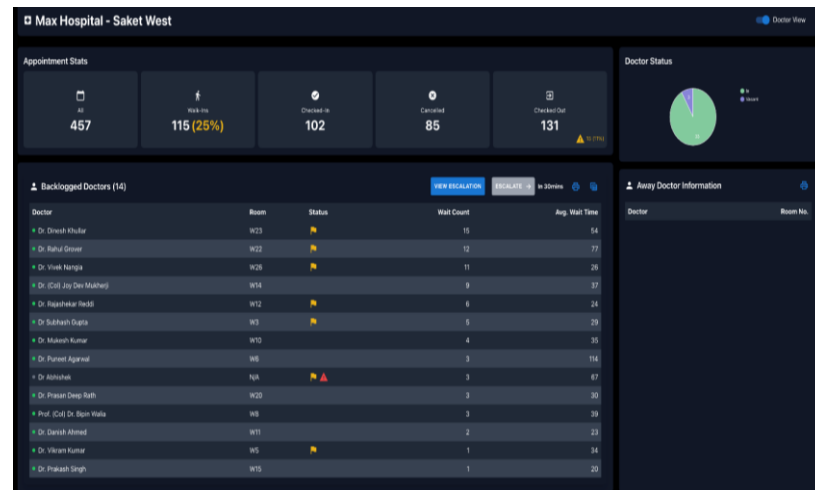 Max Hospital - Saket West
Doctor View
Appointment Stats
All
457
Walk-Ins
115 (25%)
Checked-In
102
Cancelled
85
Checked Out
131
Doctor Status
In
Backlogged Doctors (14)
VIEW ESCALATION
ESCALATE
In 30mins
Doctor Room Status Wait Count Avg. Wait Time
Dr. Dinesh Khullar W23 15 54
Dr. Rahul Grover W22 12 77
Dr. Vivek Nangia W26 11 26
Dr. (Col) Joy Dev Mukherji W14 9 37
Dr. Rajashekar Reddi W12 6 24
Dr Subhash Gupta W3 5 29
Dr. Mukesh Kumar W10 4 35
Dr. Puneet Agarwal W6 3 114
Dr Abhishek N/A 3 67
Dr. Prasan Deep Rath W20 3 30
Prof. (Col) Dr. Bipin Walia W8 3 39
Dr. Danish Ahmed W11 2 23
Dr. Vikram Kumar W5 1 34
Dr. Prakash Singh W15 1 20
Away Doctor Information
Doctor Room No.